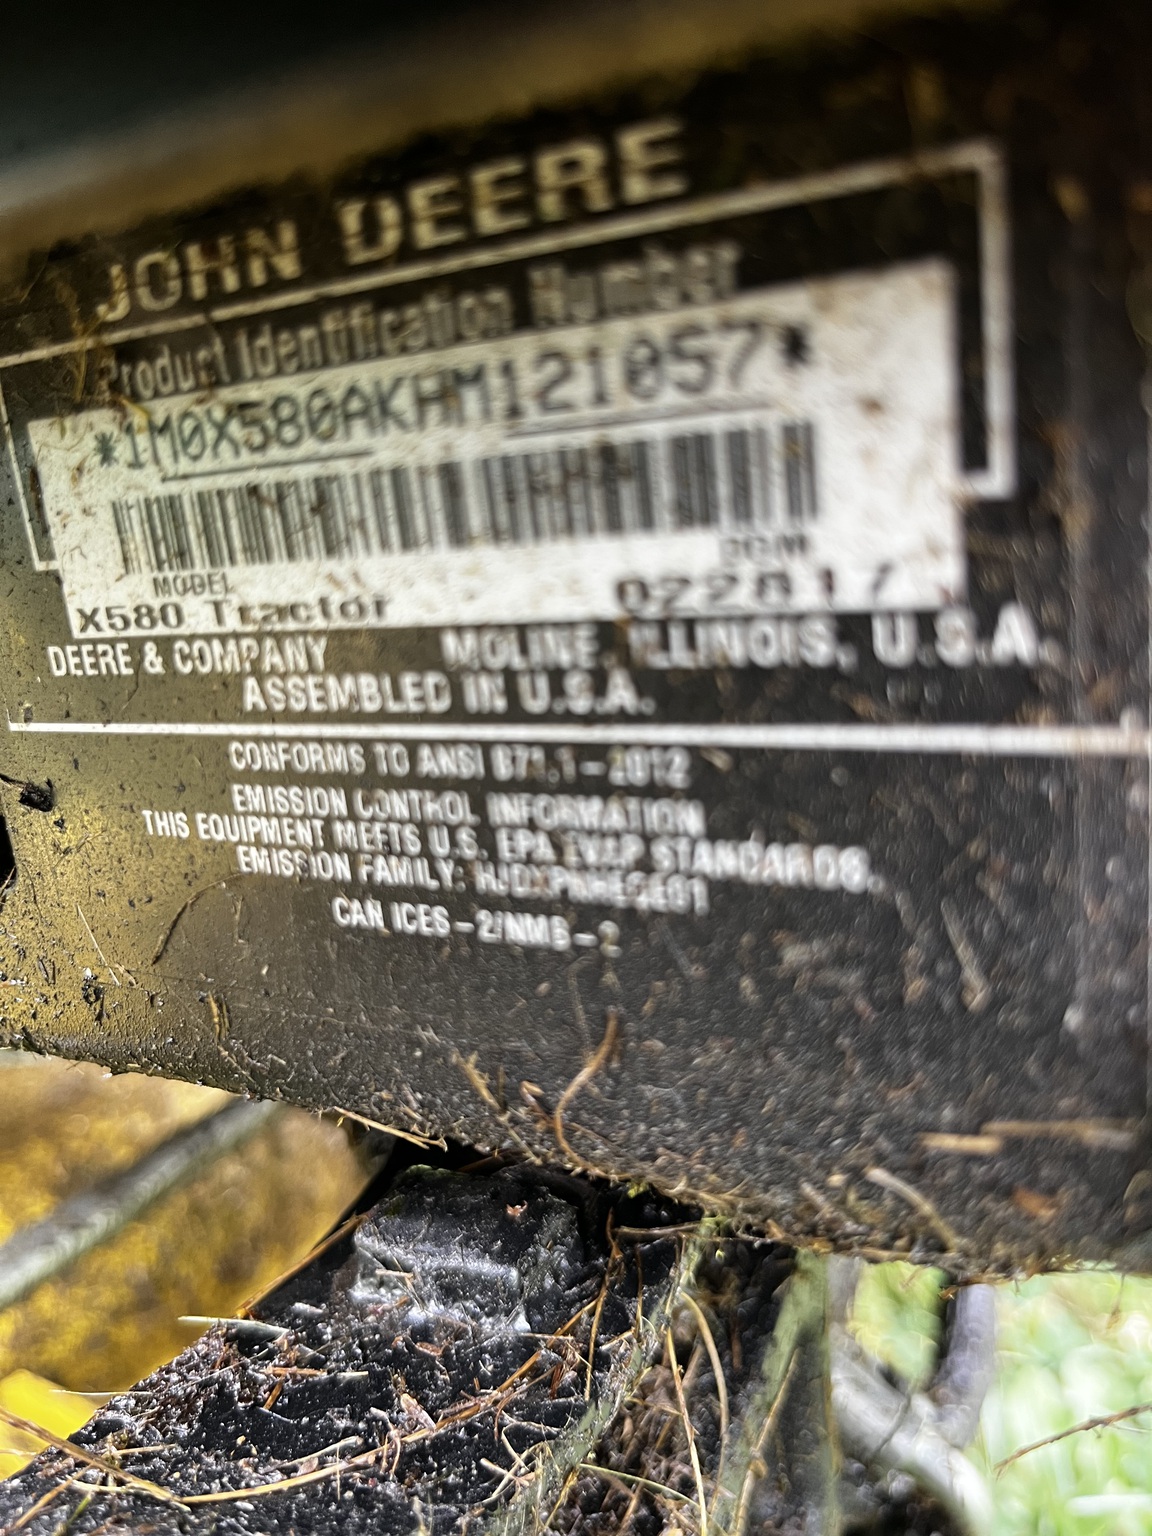 JOHN DEERE
Product Identification Number
*1M0X580AKHM121057*
MODEL
X580 Tractor
022817
DEERE & COMPANY MOLINE, ILLINOIS, U.S.A.
ASSEMBLED IN U.S.A.
CONFORMS TO ANSI B71.1-2012
EMISSION CONTROL INFORMATION
THIS EQUIPMENT MEETS U.S. EPA EVAP STANDARDS.
EMISSION FAMILY:
CAN ICES-2/NMB-2